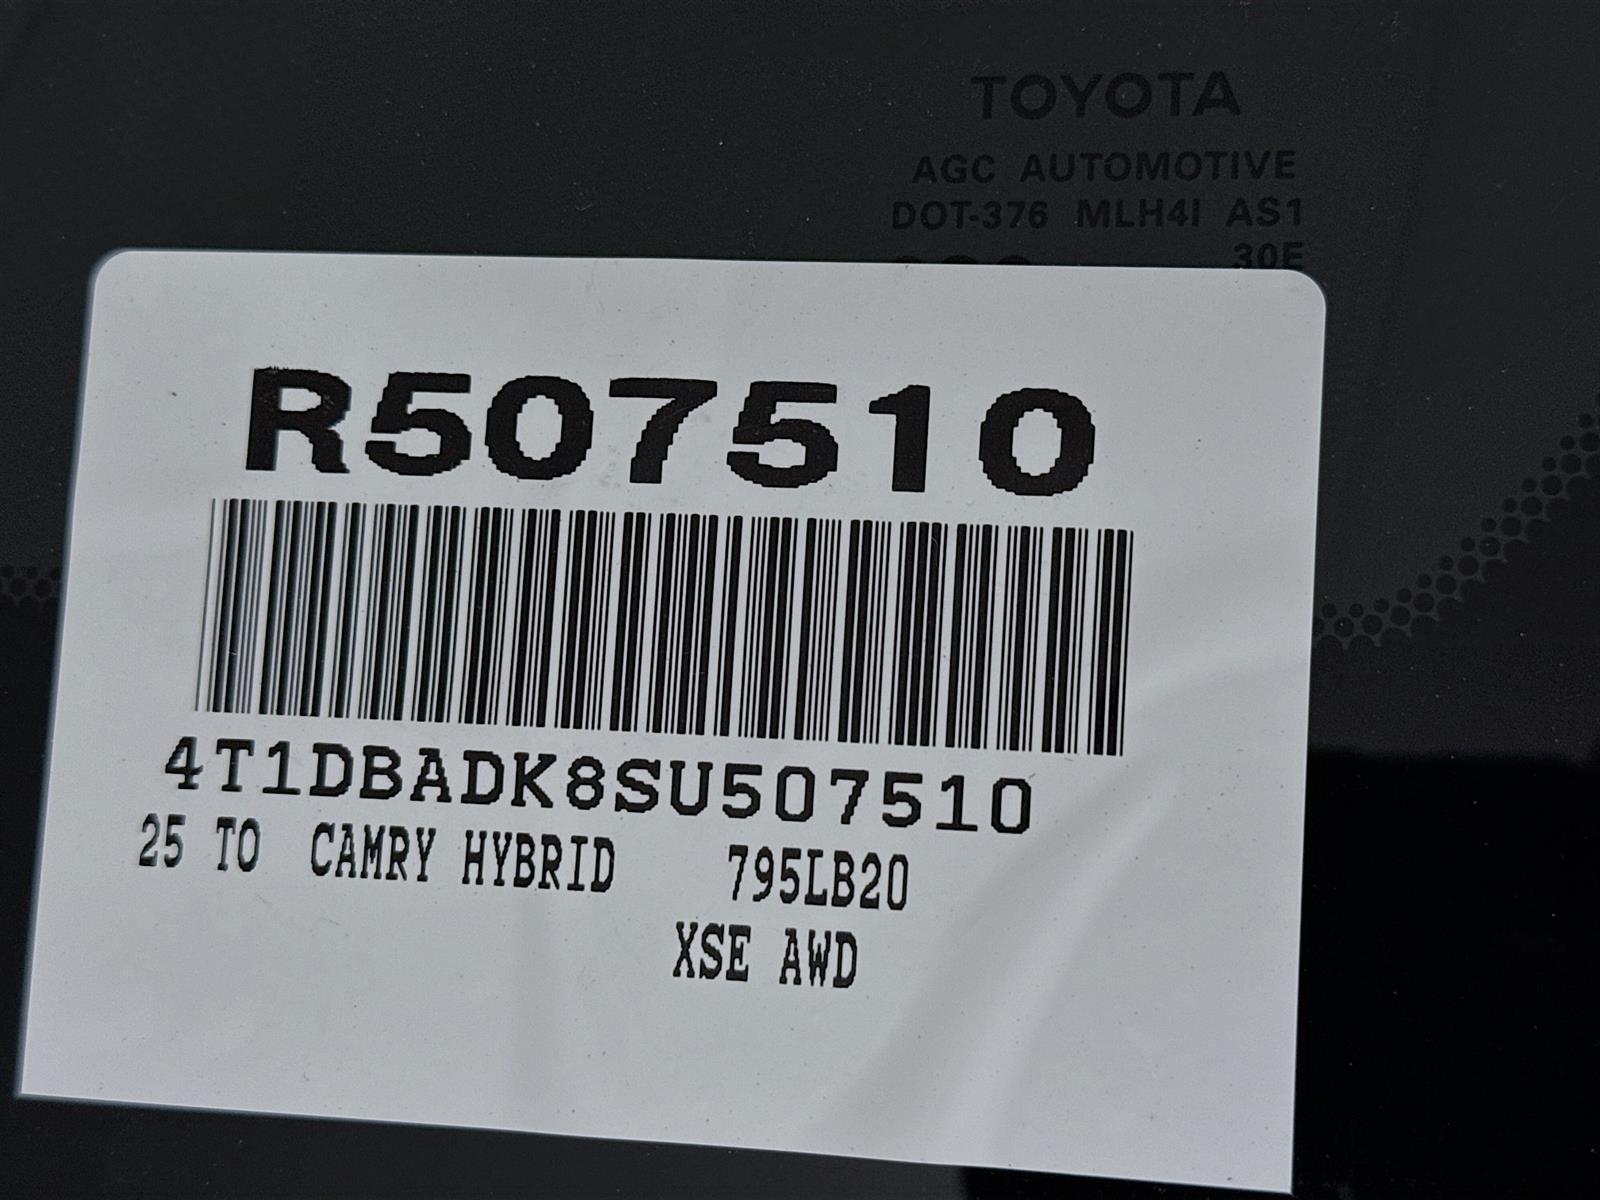 TOYOTA
AGC AUTOMOTIVE
DOT-376 MLH4I AS1
30E
R507510
4T1DBADK8SU507510
25 TO CAMRY HYBRID 795LB20
XSE AWD